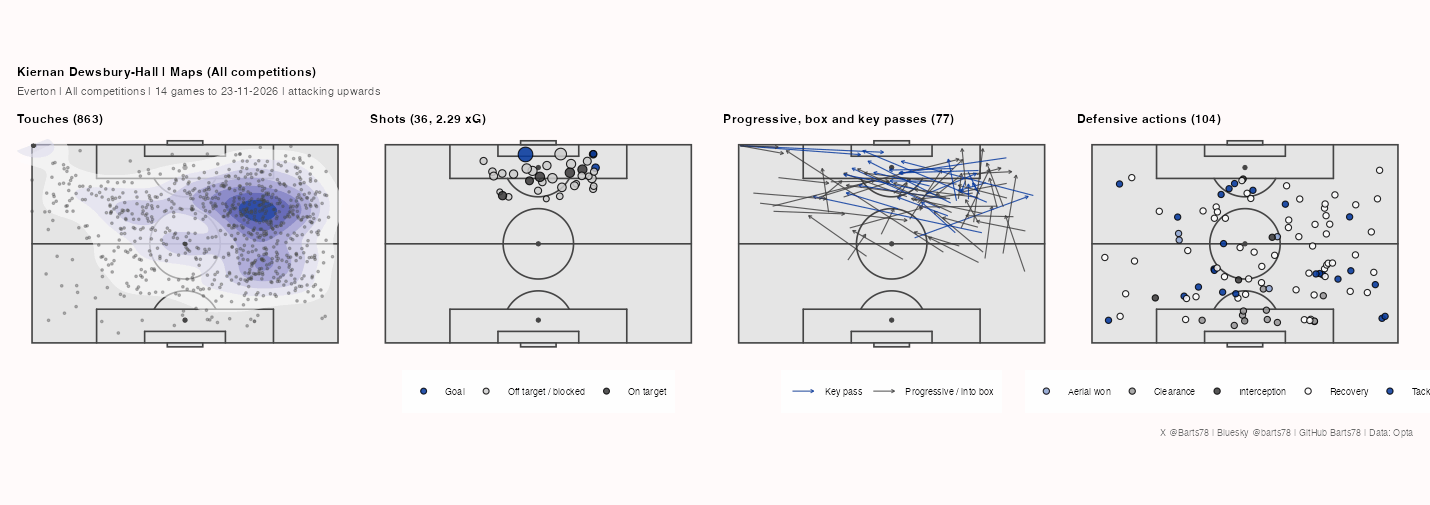 Kiernan Dewsbury-Hall | Maps (All competitions)
Everton | All competitions | 14 games to 23-11-2026 | attacking upwards
Touches (863)
Shots (36, 2.29 xG)
Progressive, box and key passes (77)
Defensive actions (104)
Goal
Off target / blocked
On target
Key pass
Progressive / Into box
Aerial won
Clearance
Interception
Recovery
Tack
X @Barts78 | Bluesky @barts78 | GitHub Barts78 | Data: Opta